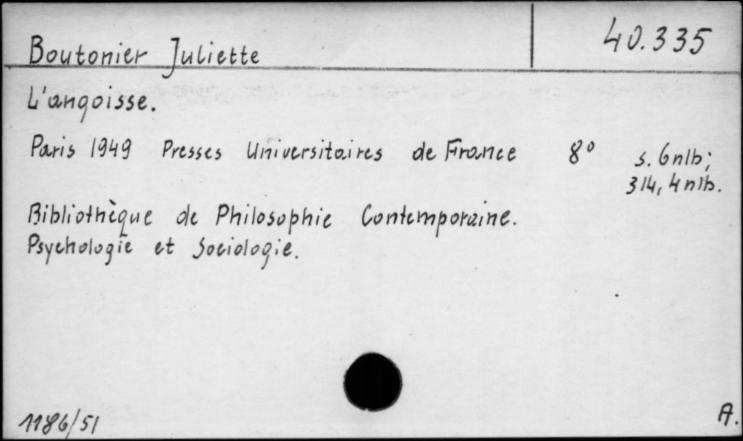 Boutonier Juliette
40.335
L'angoisse.
Paris 1949 Presses Universitaires de France 8° s. 6nlb;
314, 4nlb.
Bibliothèque de Philosophie Contemporaine.
Psychologie et Sociologie.
1186/51
A.